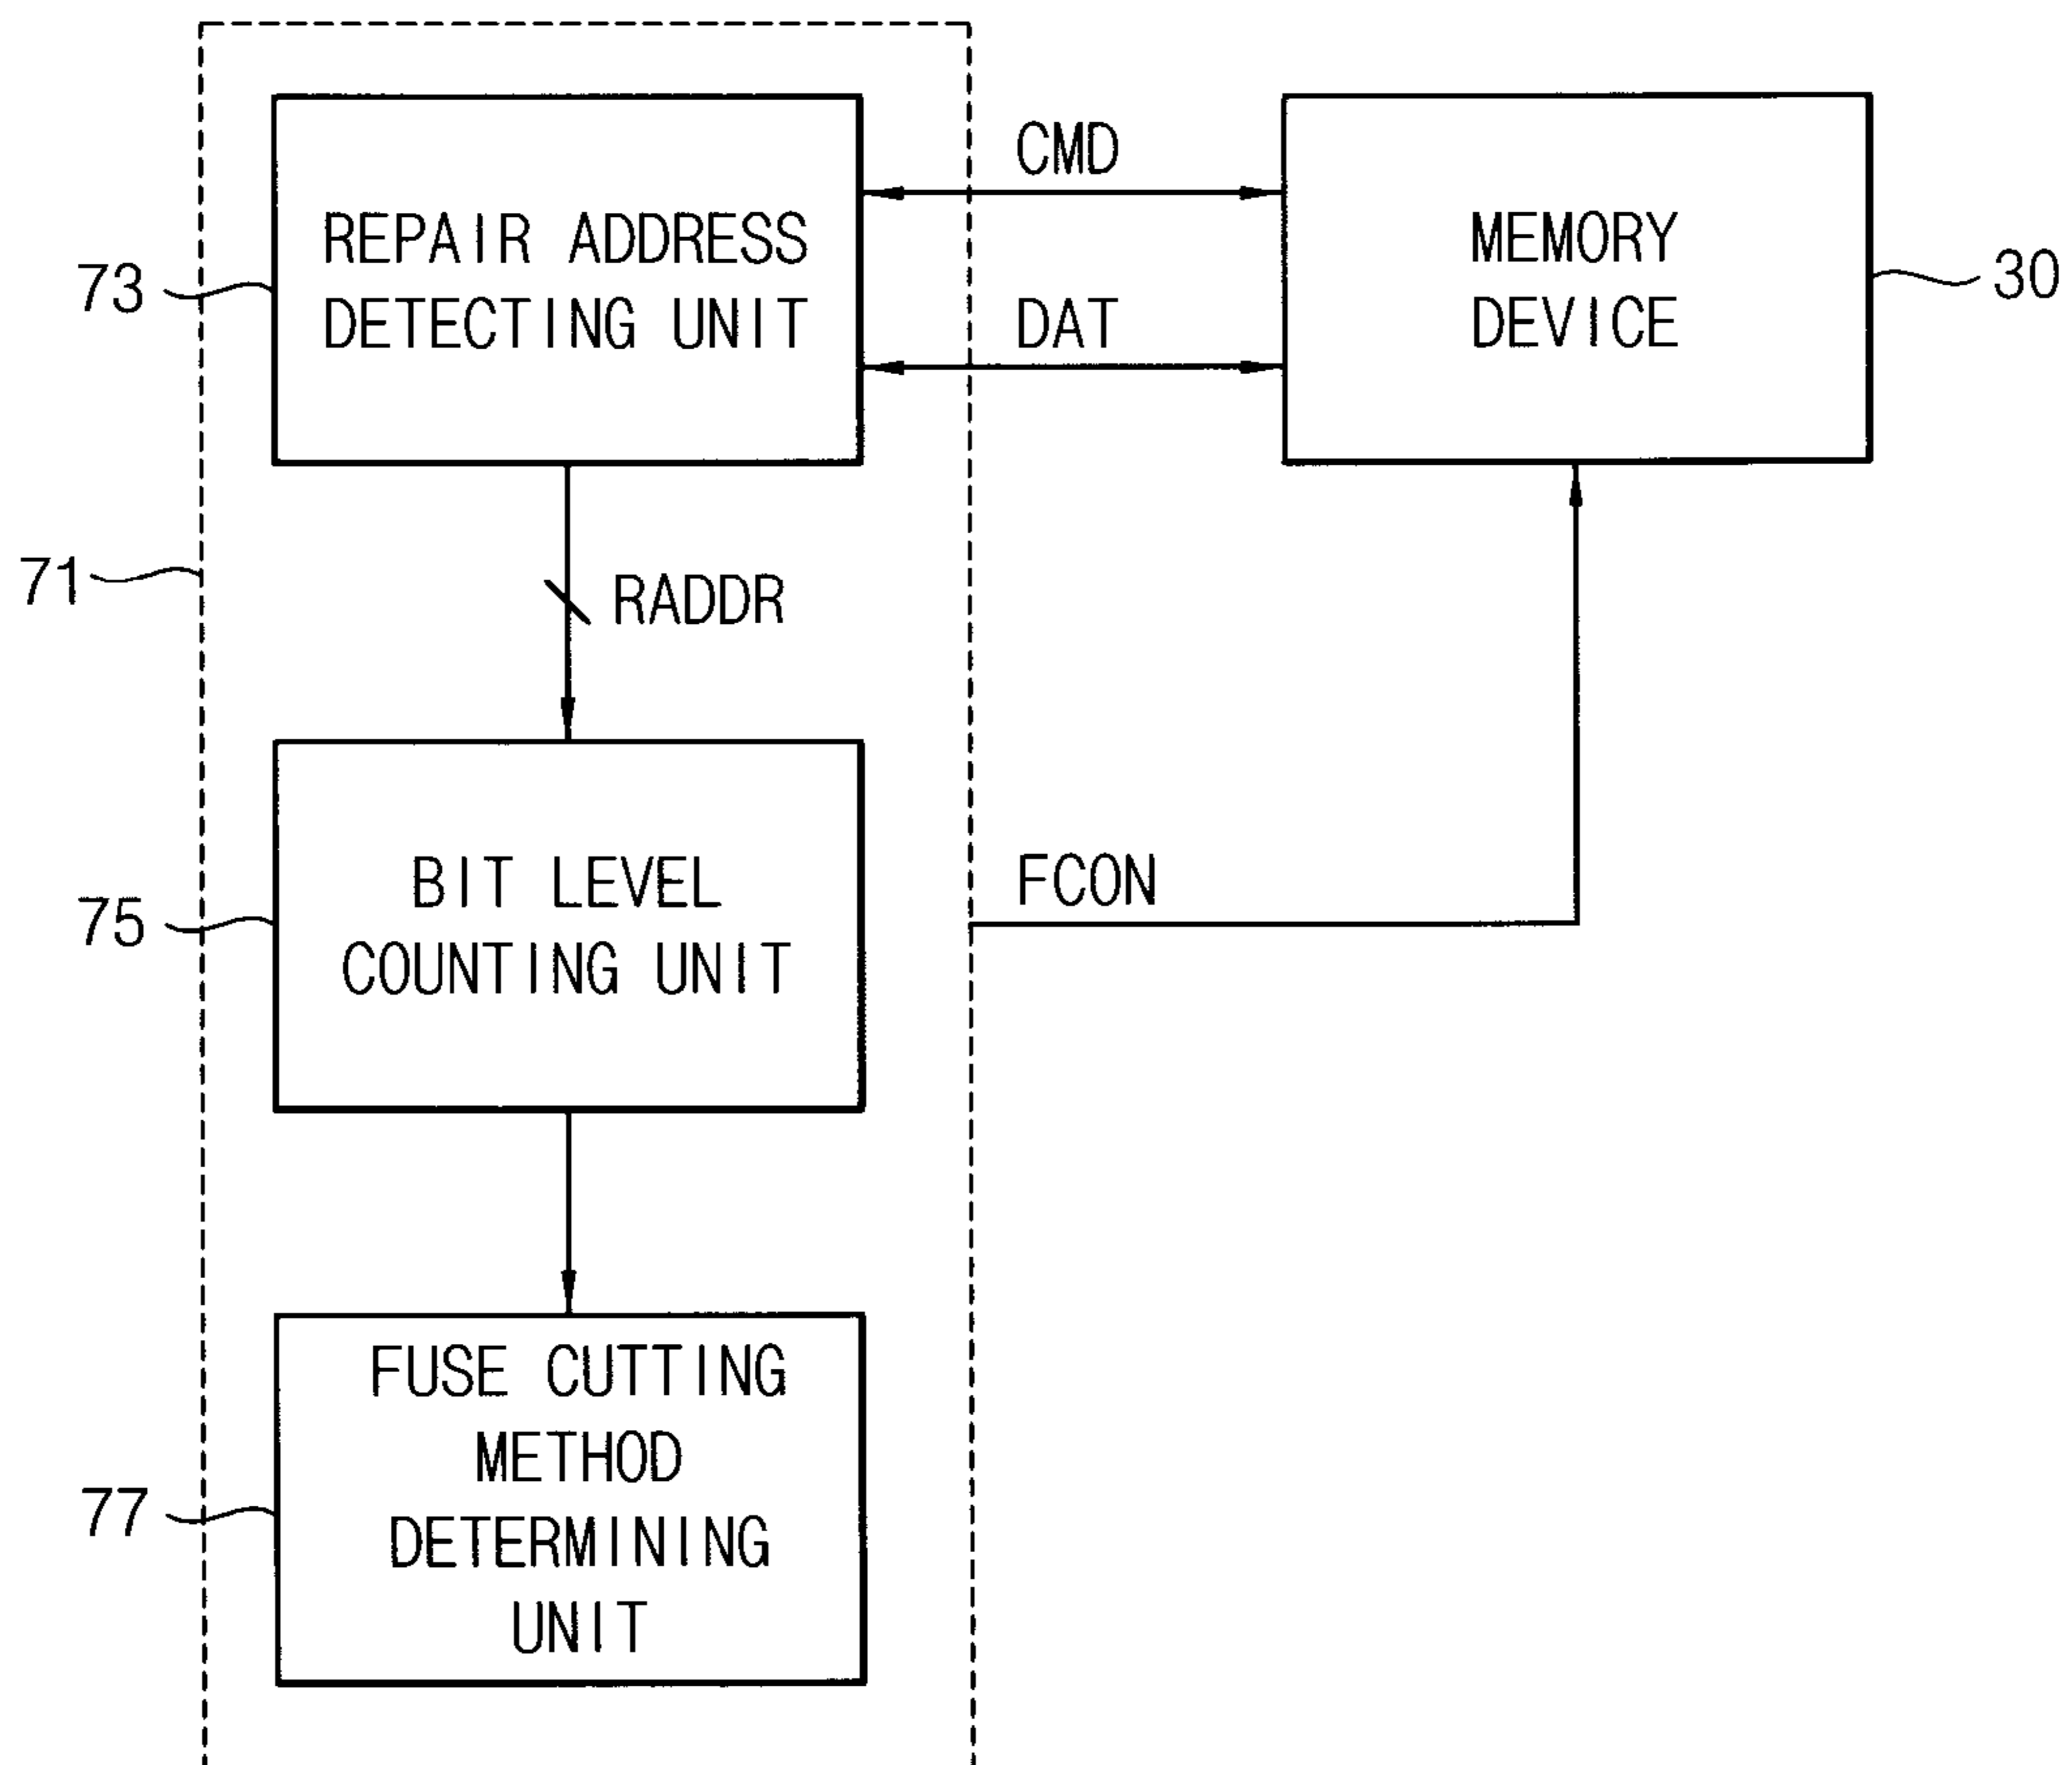 REPAIR ADDRESS
DETECTING UNIT
73
CMD
DAT
MEMORY
DEVICE
30
71
RADDR
BIT LEVEL
COUNTING UNIT
75
FCON
FUSE CUTTING
METHOD
DETERMINING
UNIT
77